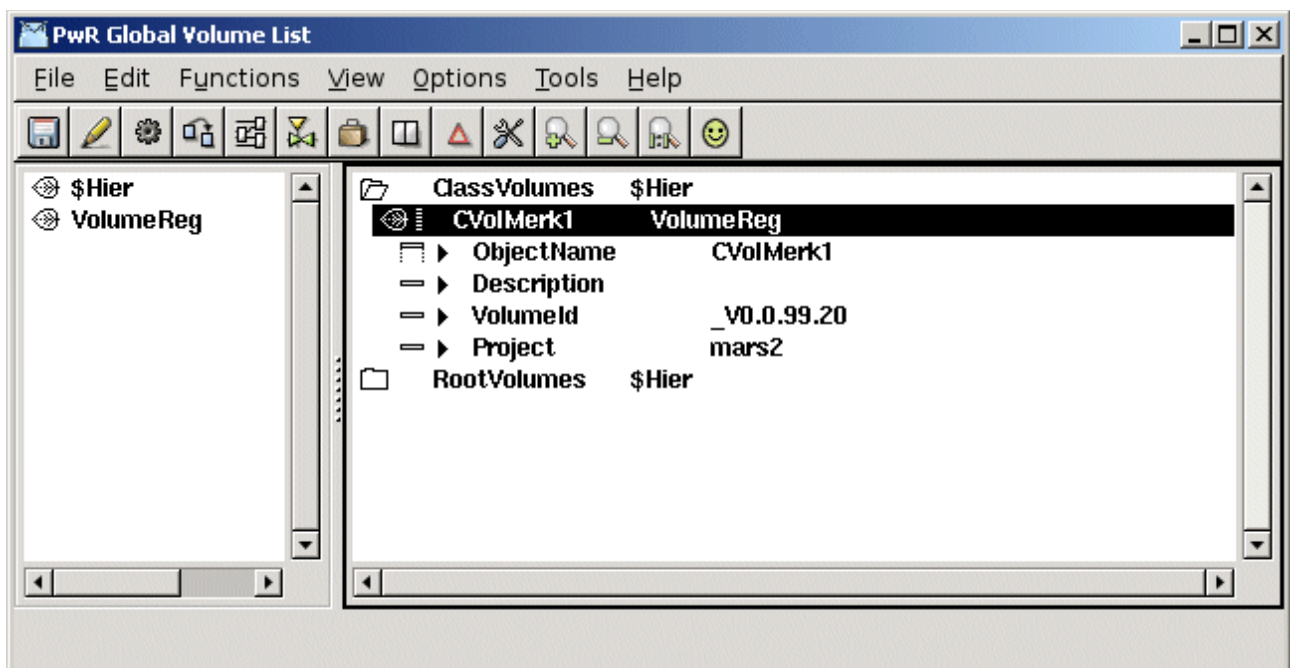 PwR Global Volume List
File Edit Functions View Options Tools Help
$Hier
VolumeReg
ClassVolumes $Hier
CVolMerk1 VolumeReg
ObjectName CVolMerk1
Description
VolumeId _V0.0.99.20
Project mars2
RootVolumes $Hier